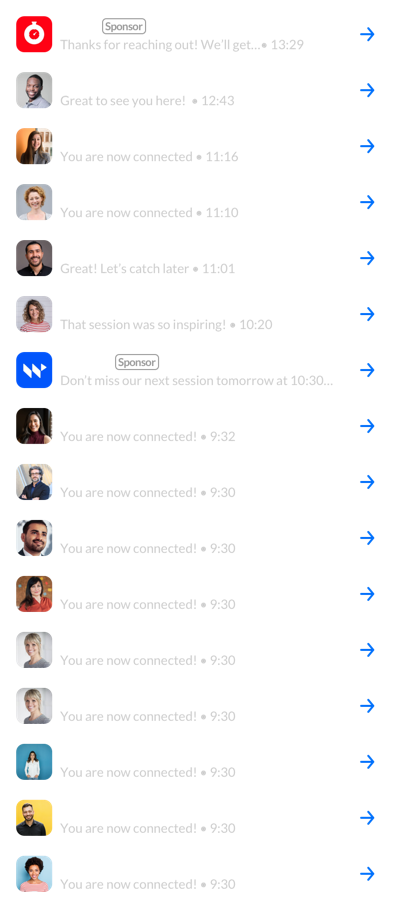 Sponsor
Thanks for reaching out! We’ll get...• 13:29
Great to see you here! • 12:43
You are now connected • 11:16
You are now connected • 11:10
Great! Let’s catch later • 11:01
That session was so inspiring! • 10:20
Sponsor
Don’t miss our next session tomorrow at 10:30...
You are now connected! • 9:32
You are now connected! • 9:30
You are now connected! • 9:30
You are now connected! • 9:30
You are now connected! • 9:30
You are now connected! • 9:30
You are now connected! • 9:30
You are now connected! • 9:30
You are now connected! • 9:30